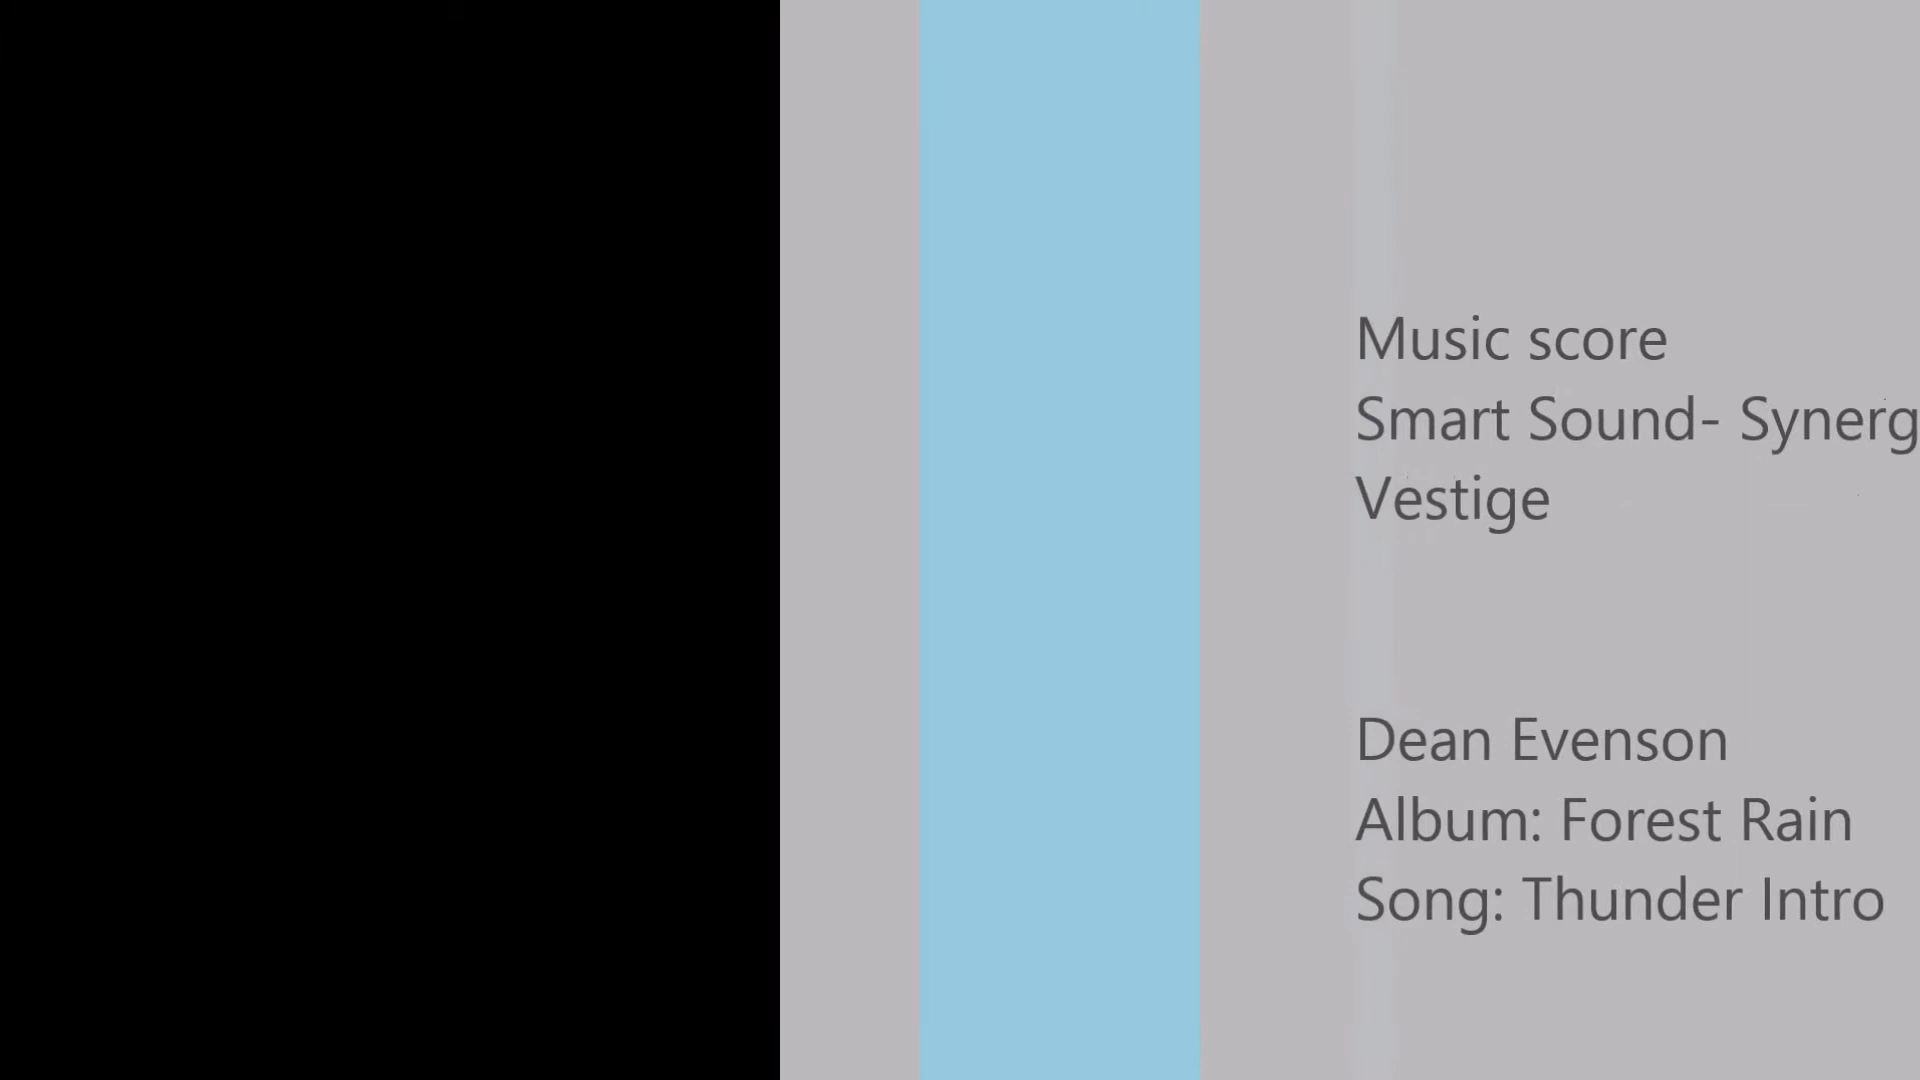 Music score
Smart Sound- Synerg
Vestige
Dean Evenson
Album: Forest Rain
Song: Thunder Intro